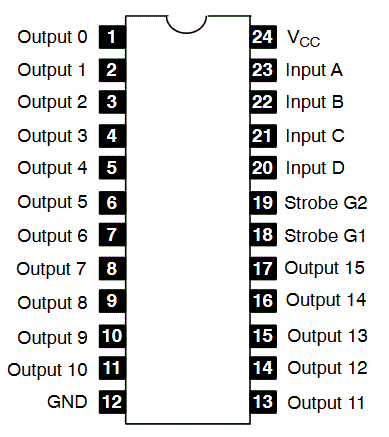 Output 0 1 24 VCC
Output 1 2 23 Input A
Output 2 3 22 Input B
Output 3 4 21 Input C
Output 4 5 20 Input D
Output 5 6 19 Strobe G2
Output 6 7 18 Strobe G1
Output 7 8 17 Output 15
Output 8 9 16 Output 14
Output 9 10 15 Output 13
Output 10 11 14 Output 12
GND 12 13 Output 11